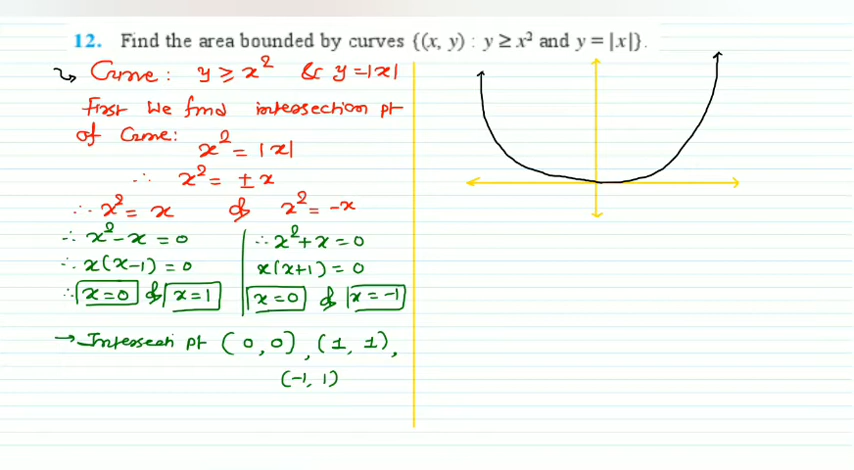 12. Find the area bounded by curves {(x, y) : y ≥ x² and y = |x|}.
Curve: y ≥ x² & y = |x|
First we find intersection pt
of Curve:
x² = |x|
∴ x² = ± x
∴ x² = x & x² = -x
∴ x² - x = 0
∴ x(x-1) = 0
∴ x=0 & x=1
∴ x² + x = 0
x(x+1) = 0
x=0 & x=-1
→ Intersectn pt (0, 0), (1, 1),
(-1, 1)